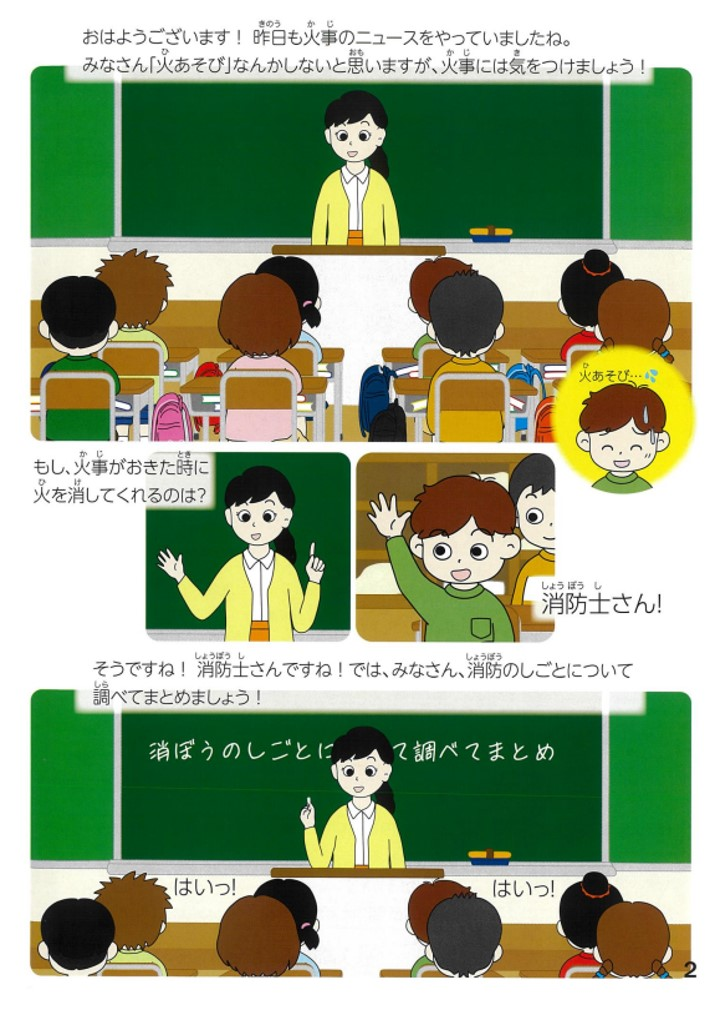 おはようございます！ 昨日も火事のニュースをやっていましたね。
みなさん「火あそび」なんかしないと思いますが、火事には気をつけましょう！
火あそび…
もし、火事がおきた時に
火を消してくれるのは？
消防士さん！
そうですね！ 消防士さんですね！では、みなさん、消防のしごとについて
調べてまとめましょう！
消ぼうのしごとに て調べてまとめ
はいっ！
はいっ！
2